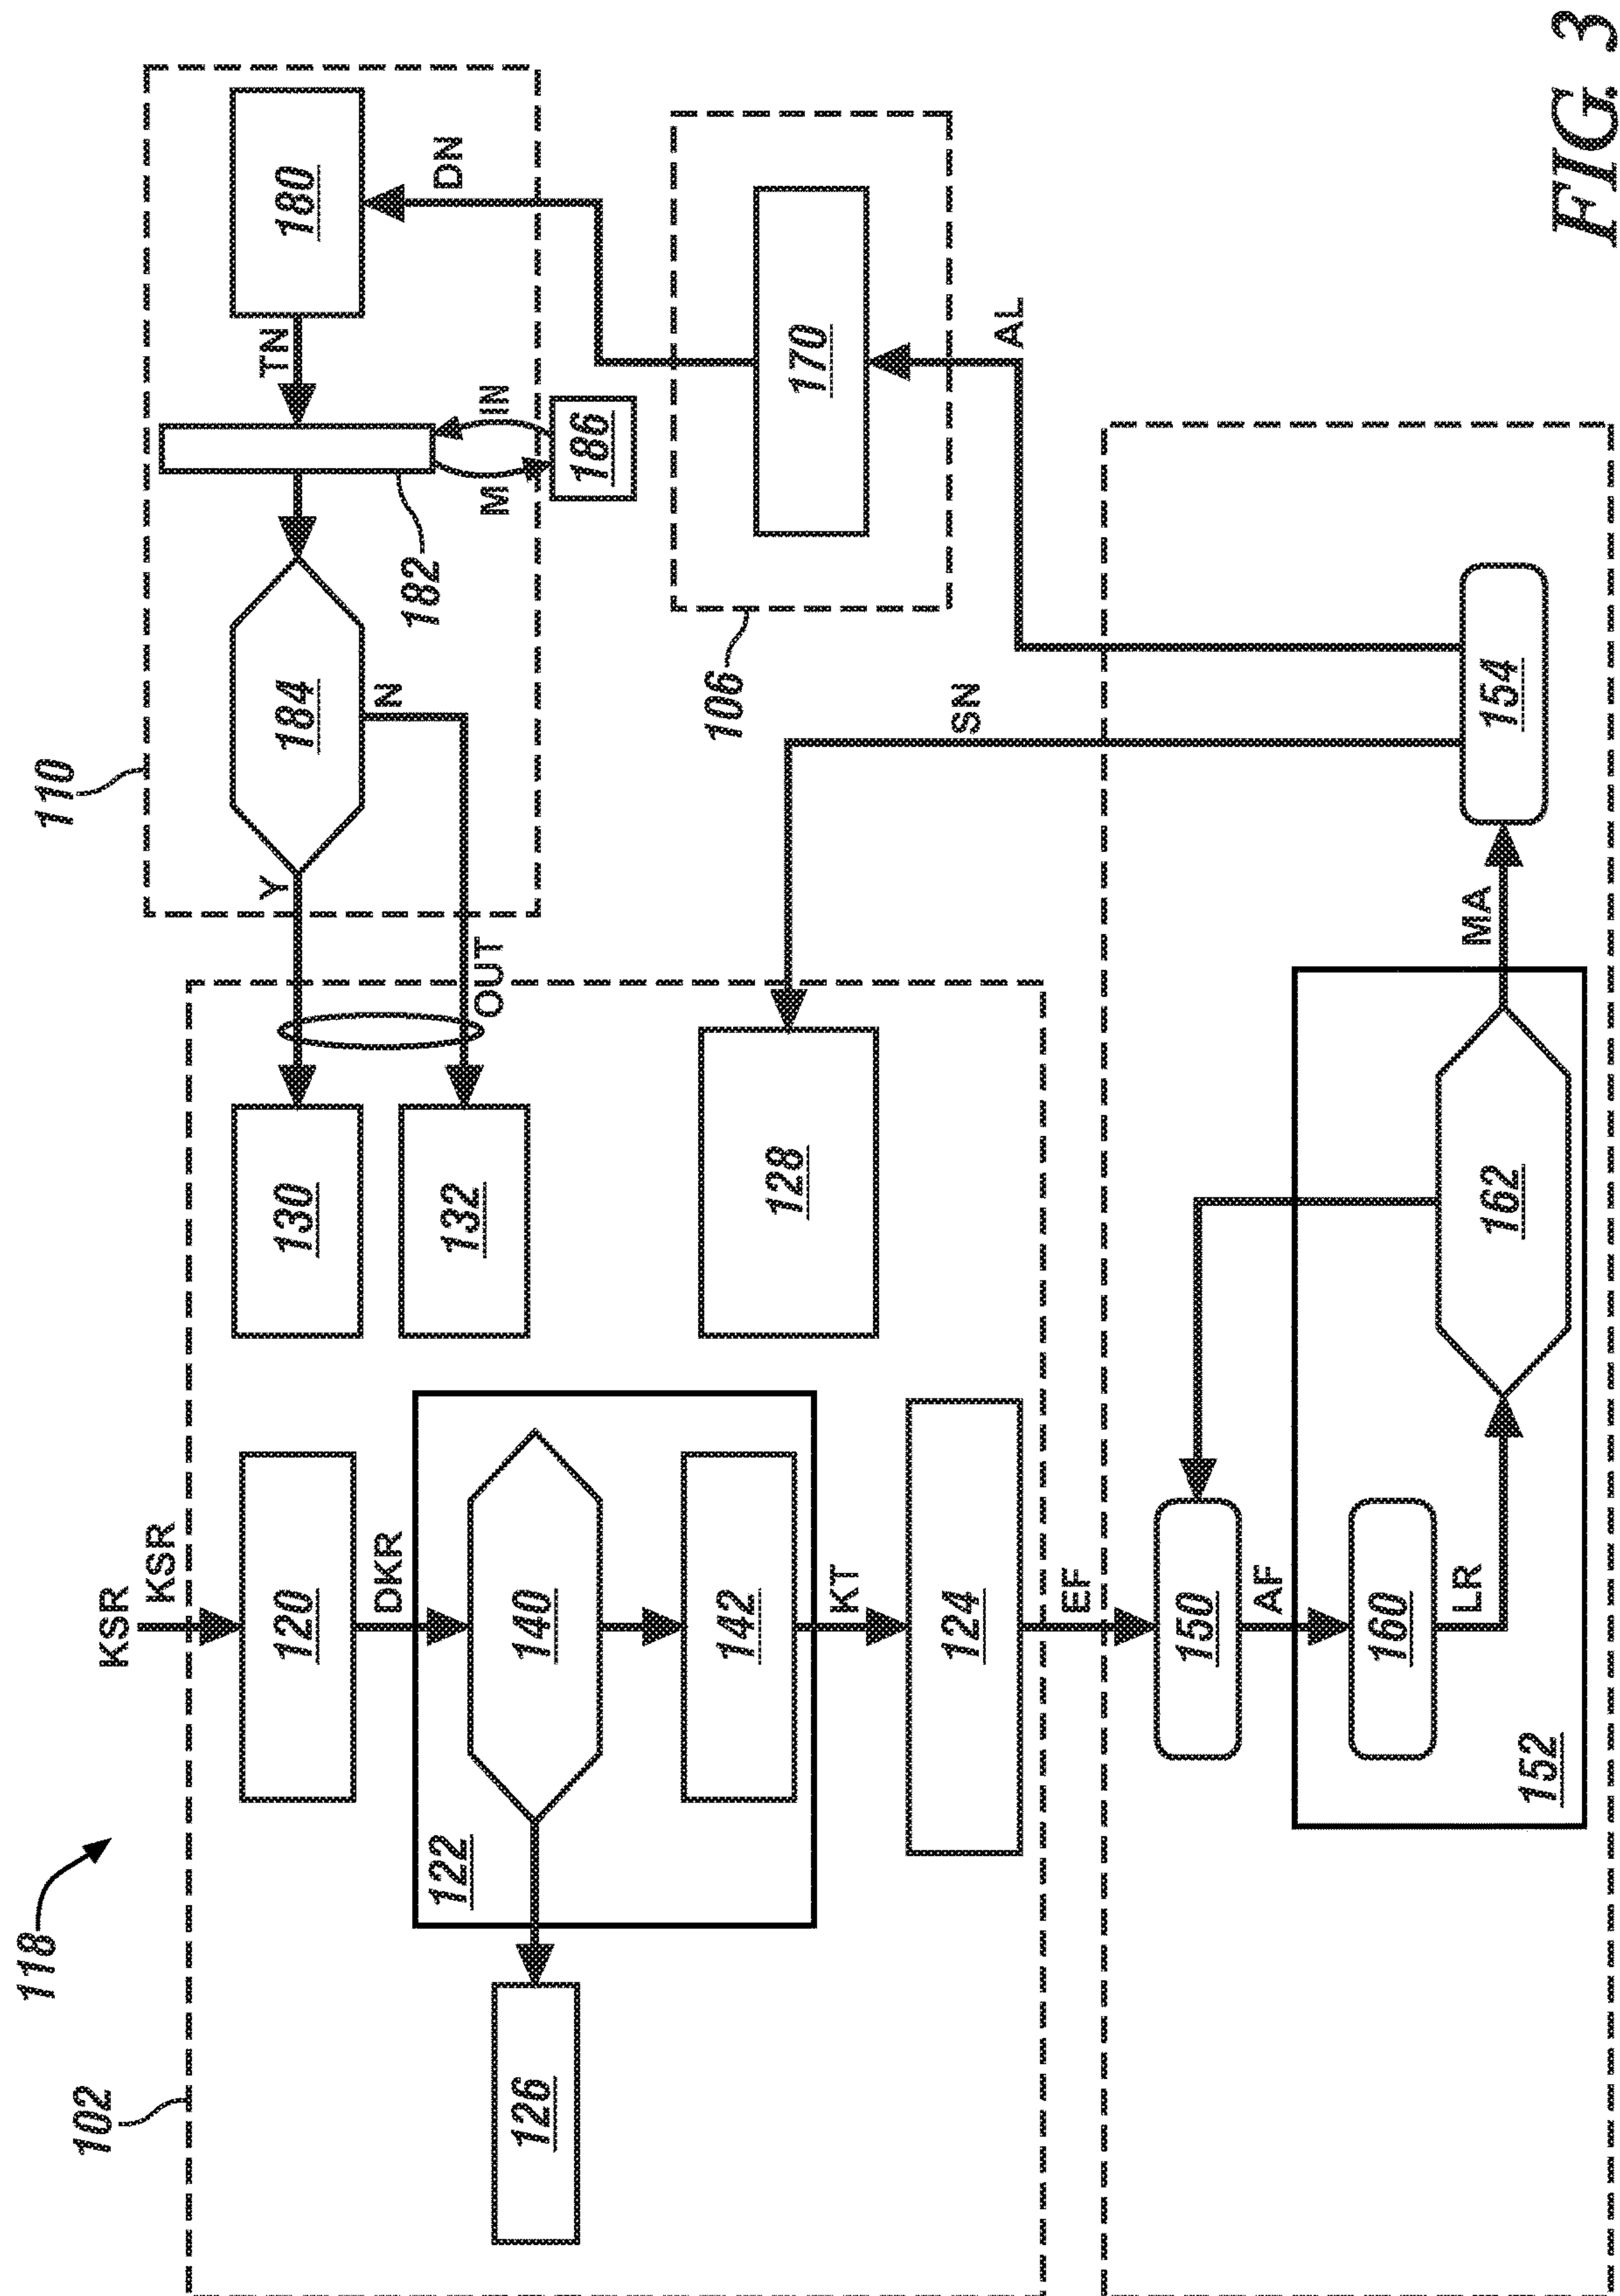 118
102
KSR
KSR
120
DKR
122
140
126
142
KT
124
EF
130
132
OUT
128
110
Y
184
N
182
TN
180
M
IN
186
DN
106
170
AL
SN
150
AF
160
LR
152
162
MA
154
FIG. 3